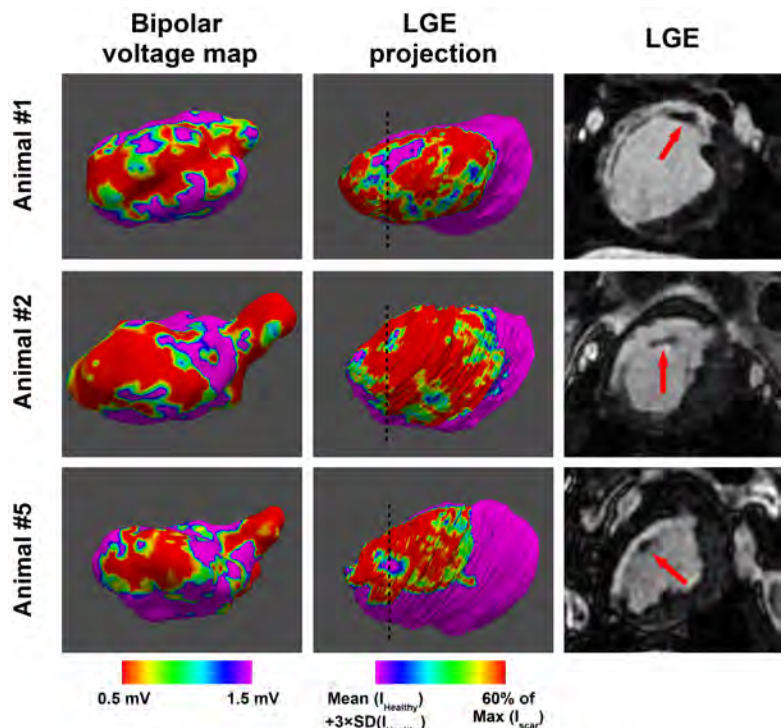 Bipolar
voltage map
LGE
projection
LGE
Animal #1
Animal #2
Animal #5
0.5 mV
1.5 mV
Mean (I Healthy)
+3×SD(I
60% of
Max (I scar)